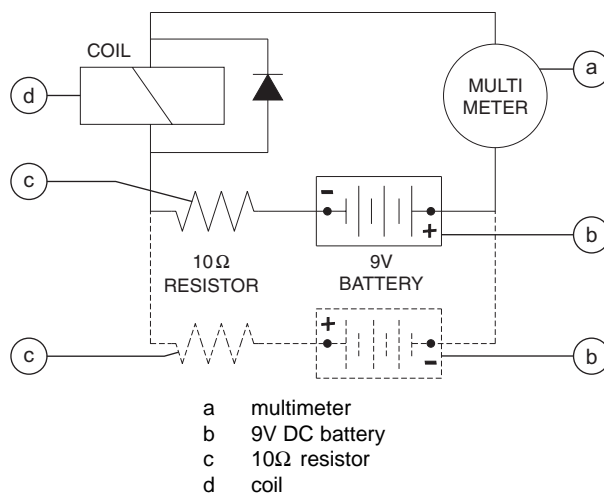 COIL
d
MULTI
METER
a
c
-
+
10Ω
RESISTOR
9V
BATTERY
b
+
-
c
b
a multimeter
b 9V DC battery
c 10Ω resistor
d coil